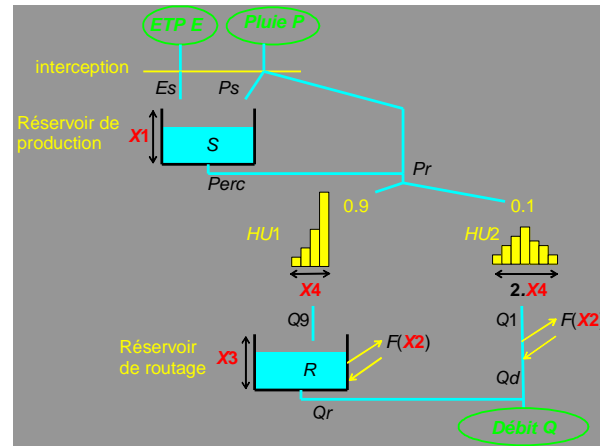 ETP E
Pluie P
interception
Es
Ps
Réservoir de
production
X1
S
Perc
Pr
0.9
0.1
HU1
HU2
X4
2.X4
Q9
Q1
Réservoir
de routage
X3
R
F(X2)
F(X2
Qd
Qr
Débit Q